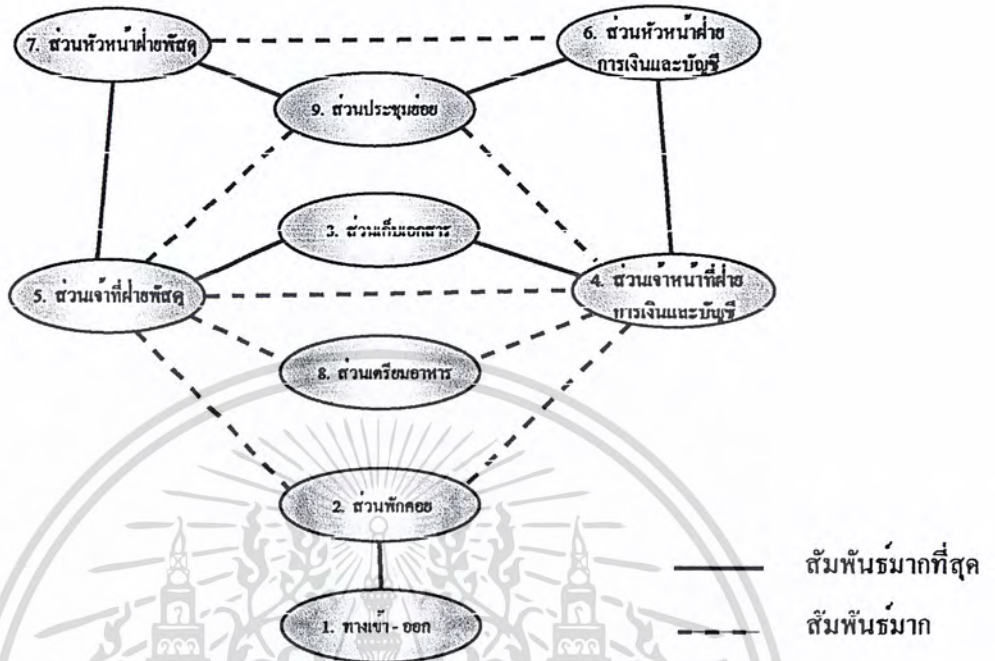 7. ส่วนหัวหน้าฝ่ายพัสดุ
6. ส่วนหัวหน้าฝ่าย
การเงินและบัญชี
9. ส่วนประชุมย่อย
3. ส่วนเก็บเอกสาร
5. ส่วนเจ้าที่ฝ่ายพัสดุ
4. ส่วนเจ้าหน้าที่ฝ่าย
การเงินและบัญชี
8. ส่วนเตรียมอาหาร
2. ส่วนพักคอย
1. ทางเข้า - ออก
สัมพันธ์มากที่สุด
สัมพันธ์มาก